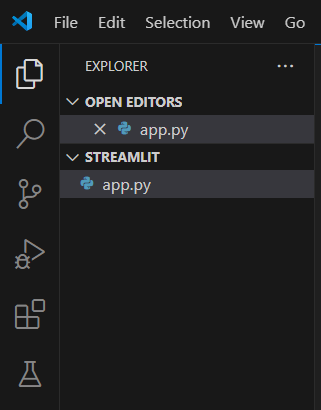 File Edit Selection View Go
EXPLORER
OPEN EDITORS
app.py
STREAMLIT
app.py